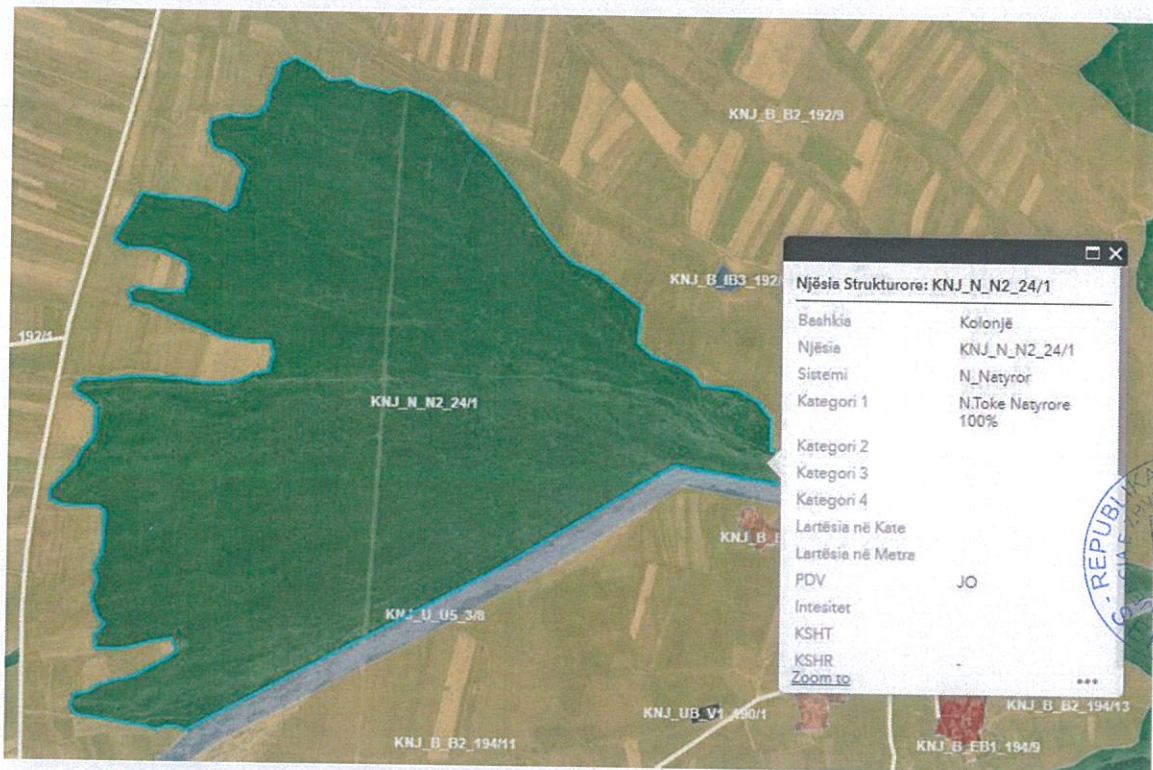 KNJ_B_B2_192/9
KNJ_B_IB3_192/
192/1
KNJ_N_N2_24/1
KNJ_B_
KNJ_U_U5_3/8
KNJ_UB_V1_190/1
KNJ_B_B2_194/11
KNJ_B_B2_194/13
KNJ_B_EB1_194/9
Njësia Strukturore: KNJ_N_N2_24/1
Bashkia Kolonjë
Njësia KNJ_N_N2_24/1
Sistemi N_Natyror
Kategori 1 N.Toke Natyrore
100%
Kategori 2
Kategori 3
Kategori 4
Lartësia në Kate
Lartësia në Metra
PDV JO
Intesitet
KSHT
KSHR -
Zoom to
REPUBLIKA